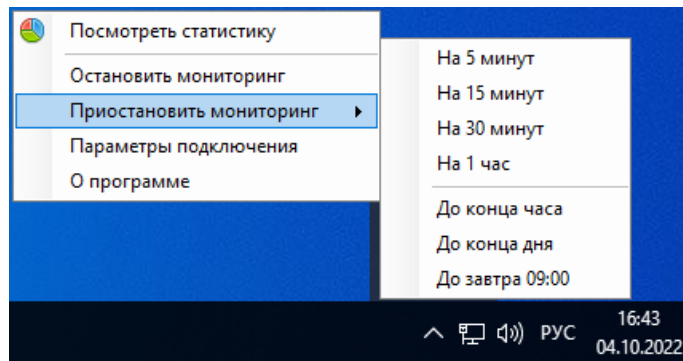 Посмотреть статистику
Остановить мониторинг
Приостановить мониторинг
Параметры подключения
О программе
На 5 минут
На 15 минут
На 30 минут
На 1 час
До конца часа
До конца дня
До завтра 09:00
РУС
16:43
04.10.2022